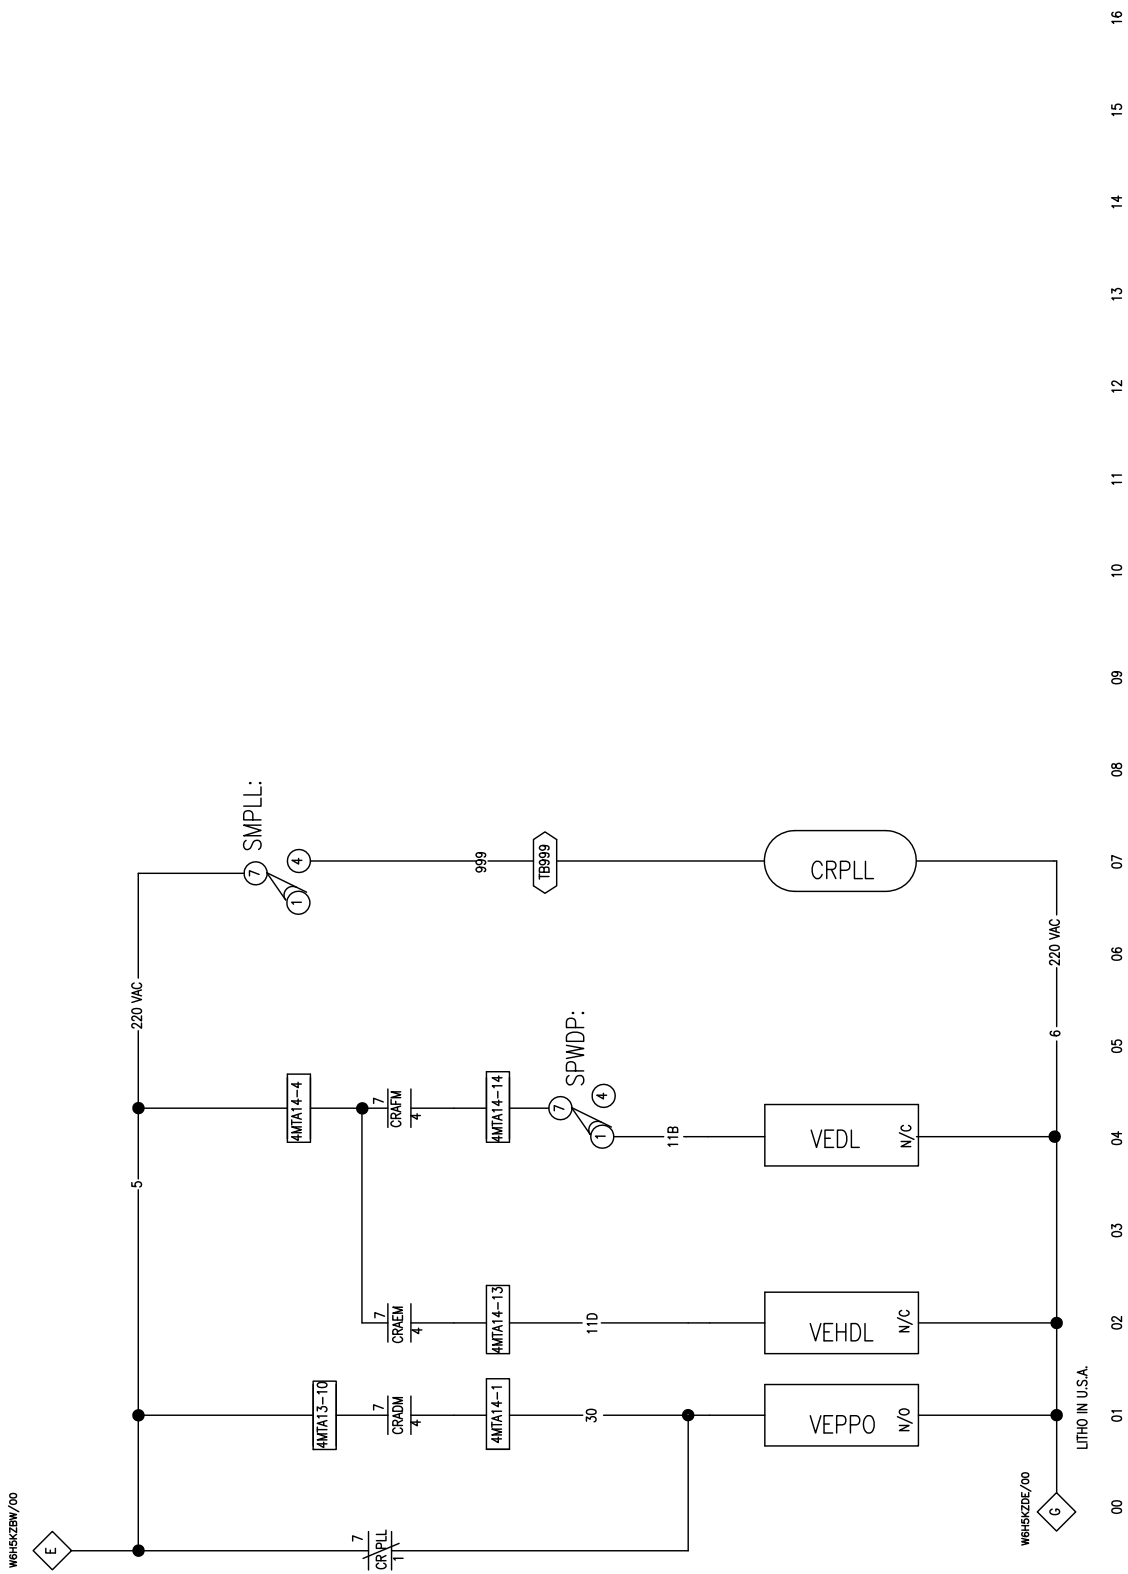 W6H5KZBW/00
E
7
CRPLL
1
5
220 VAC
4MTA13-10
7
CRADM
4
4MTA14-1
30
VEPPO
N/O
7
CRAEM
4
4MTA14-13
11D
VEHDL
N/C
4MTA14-4
7
CRAFM
4
4MTA14-14
SPWDP:
7
1
4
11B
VEDL
N/C
SMPLL:
7
1
4
999
TB999
CRPLL
W6H5KZDE/00
G
6
220 VAC
LITHO IN U.S.A.
00
01
02
03
04
05
06
07
08
09
10
11
12
13
14
15
16